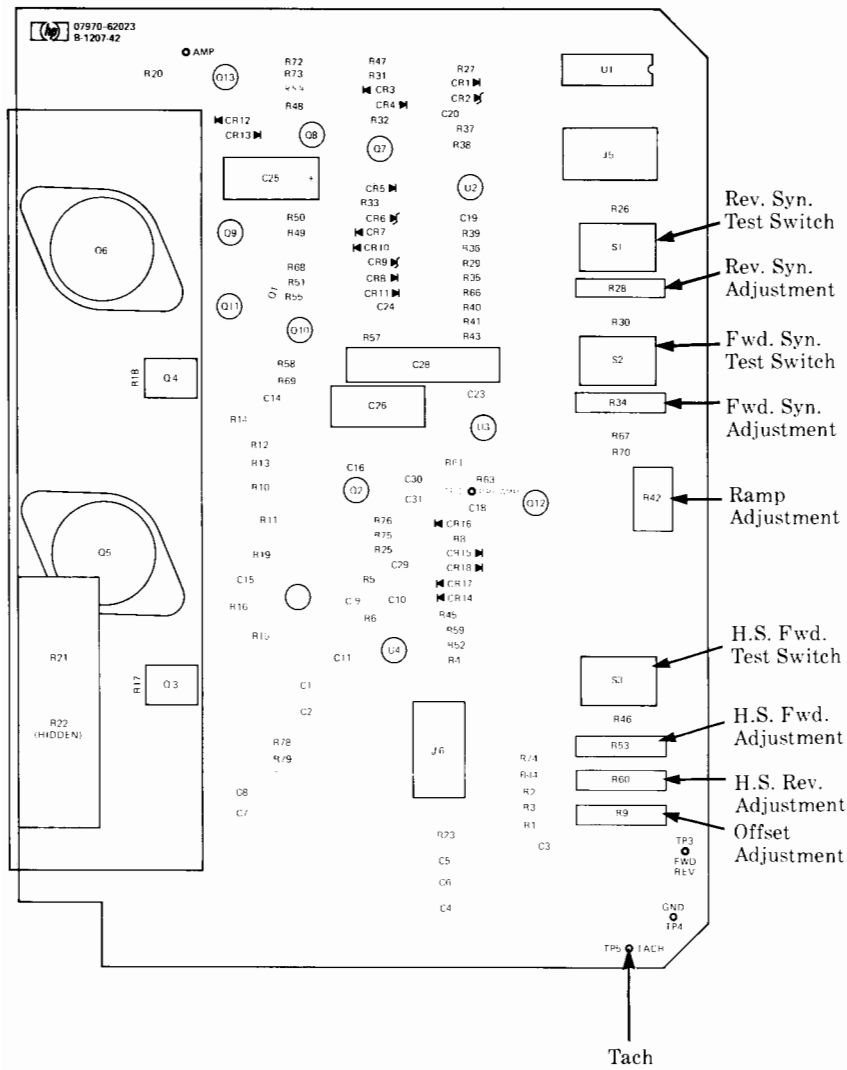 hp 07970-62023
B-1207-42
AMP
R20
Q13
R72
R73
R48
R47
R31
CR3
CR4
R32
R27
CR1
CR2
C20
R37
R38
U1
CR12
CR13
Q8
Q7
J5
C25 +
CR5
R33
CR6
CR7
CR10
CR9
CR8
CR11
C24
U2
C19
R39
R36
R29
R35
R66
R40
R41
R43
R26
S1
R28
R30
S2
R34
R67
R70
R42
Rev. Syn.
Test Switch
Rev. Syn.
Adjustment
Fwd. Syn.
Test Switch
Fwd. Syn.
Adjustment
Ramp
Adjustment
Q6
Q9
R50
R49
R68
R51
R55
Q1
Q11
Q10
R57
C28
R18
Q4
R58
R69
C14
C26
C23
R14
U3
R12
R13
R10
R11
R19
C15
R16
R15
C16
Q2
C30
C31
R61
R63
C18
Q12
R76
R75
R25
C29
R5
C9
C10
R6
CR16
R8
CR15
CR18
CR17
CR14
R45
R59
R52
R4
Q5
R21
R22
(HIDDEN)
R17
Q3
C11
U4
C1
C2
R78
R79
C8
C7
J6
R74
R44
R2
R3
R1
C3
R23
C5
C6
C4
S3
R46
R53
R60
R9
H.S. Fwd.
Test Switch
H.S. Fwd.
Adjustment
H.S. Rev.
Adjustment
Offset
Adjustment
TP3
FWD
REV
GND
TP4
TP5 TACH
Tach